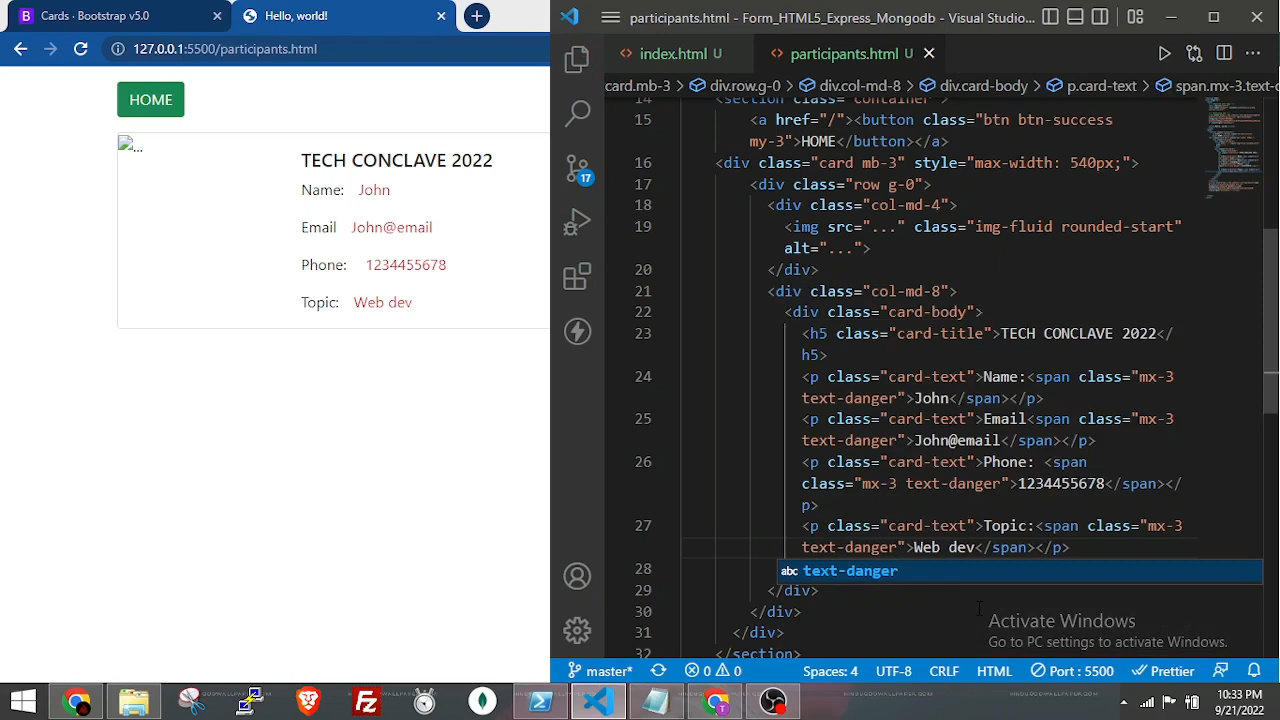 Cards · Bootstrap v5.0
Hello, world!
participants.html - Form_HTML5_Express_Mongodb - Visual Studio...
127.0.0.1:5500/participants.html
index.html U
participants.html U
card.mb-3 > div.row.g-0 > div.col-md-8 > div.card-body > p.card-text > span.mx-3.text-d
HOME
...
TECH CONCLAVE 2022
Name: John
Email John@email
Phone: 1234455678
Topic: Web dev
14 <section class="container">
15 <a href="/"><button class="btn btn-success
my-3">HOME</button></a>
16 <div class="card mb-3" style="max-width: 540px;">
17 <div class="row g-0">
18 <div class="col-md-4">
19 <img src="..." class="img-fluid rounded-start"
alt="...">
20 </div>
21 <div class="col-md-8">
22 <div class="card-body">
23 <h5 class="card-title">TECH CONCLAVE 2022</
h5>
24 <p class="card-text">Name:<span class="mx-3
text-danger">John</span></p>
25 <p class="card-text">Email<span class="mx-3
text-danger">John@email</span></p>
26 <p class="card-text">Phone: <span
class="mx-3 text-danger">1234455678</span></
p>
27 <p class="card-text">Topic:<span class="mx-3
text-danger">Web dev</span></p>
28
abc text-danger
29 </div>
30 </div>
31 </div>
32 </section>
Activate Windows
Go to PC settings to activate Windows.
17
master*
0 0
Spaces: 4
UTF-8
CRLF
HTML
Port : 5500
Prettier
10:33 PM
9/21/2022